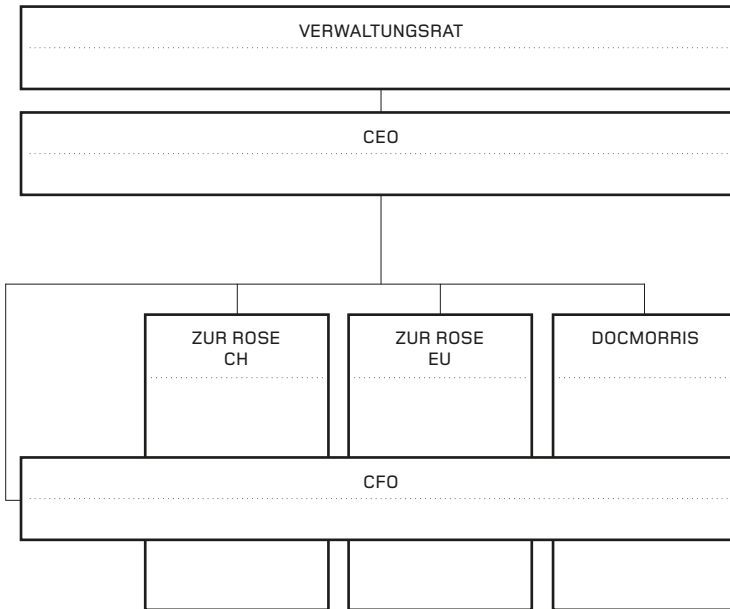 VERWALTUNGSRAT
CEO
ZUR ROSE
CH
ZUR ROSE
EU
DOCMORRIS
CFO